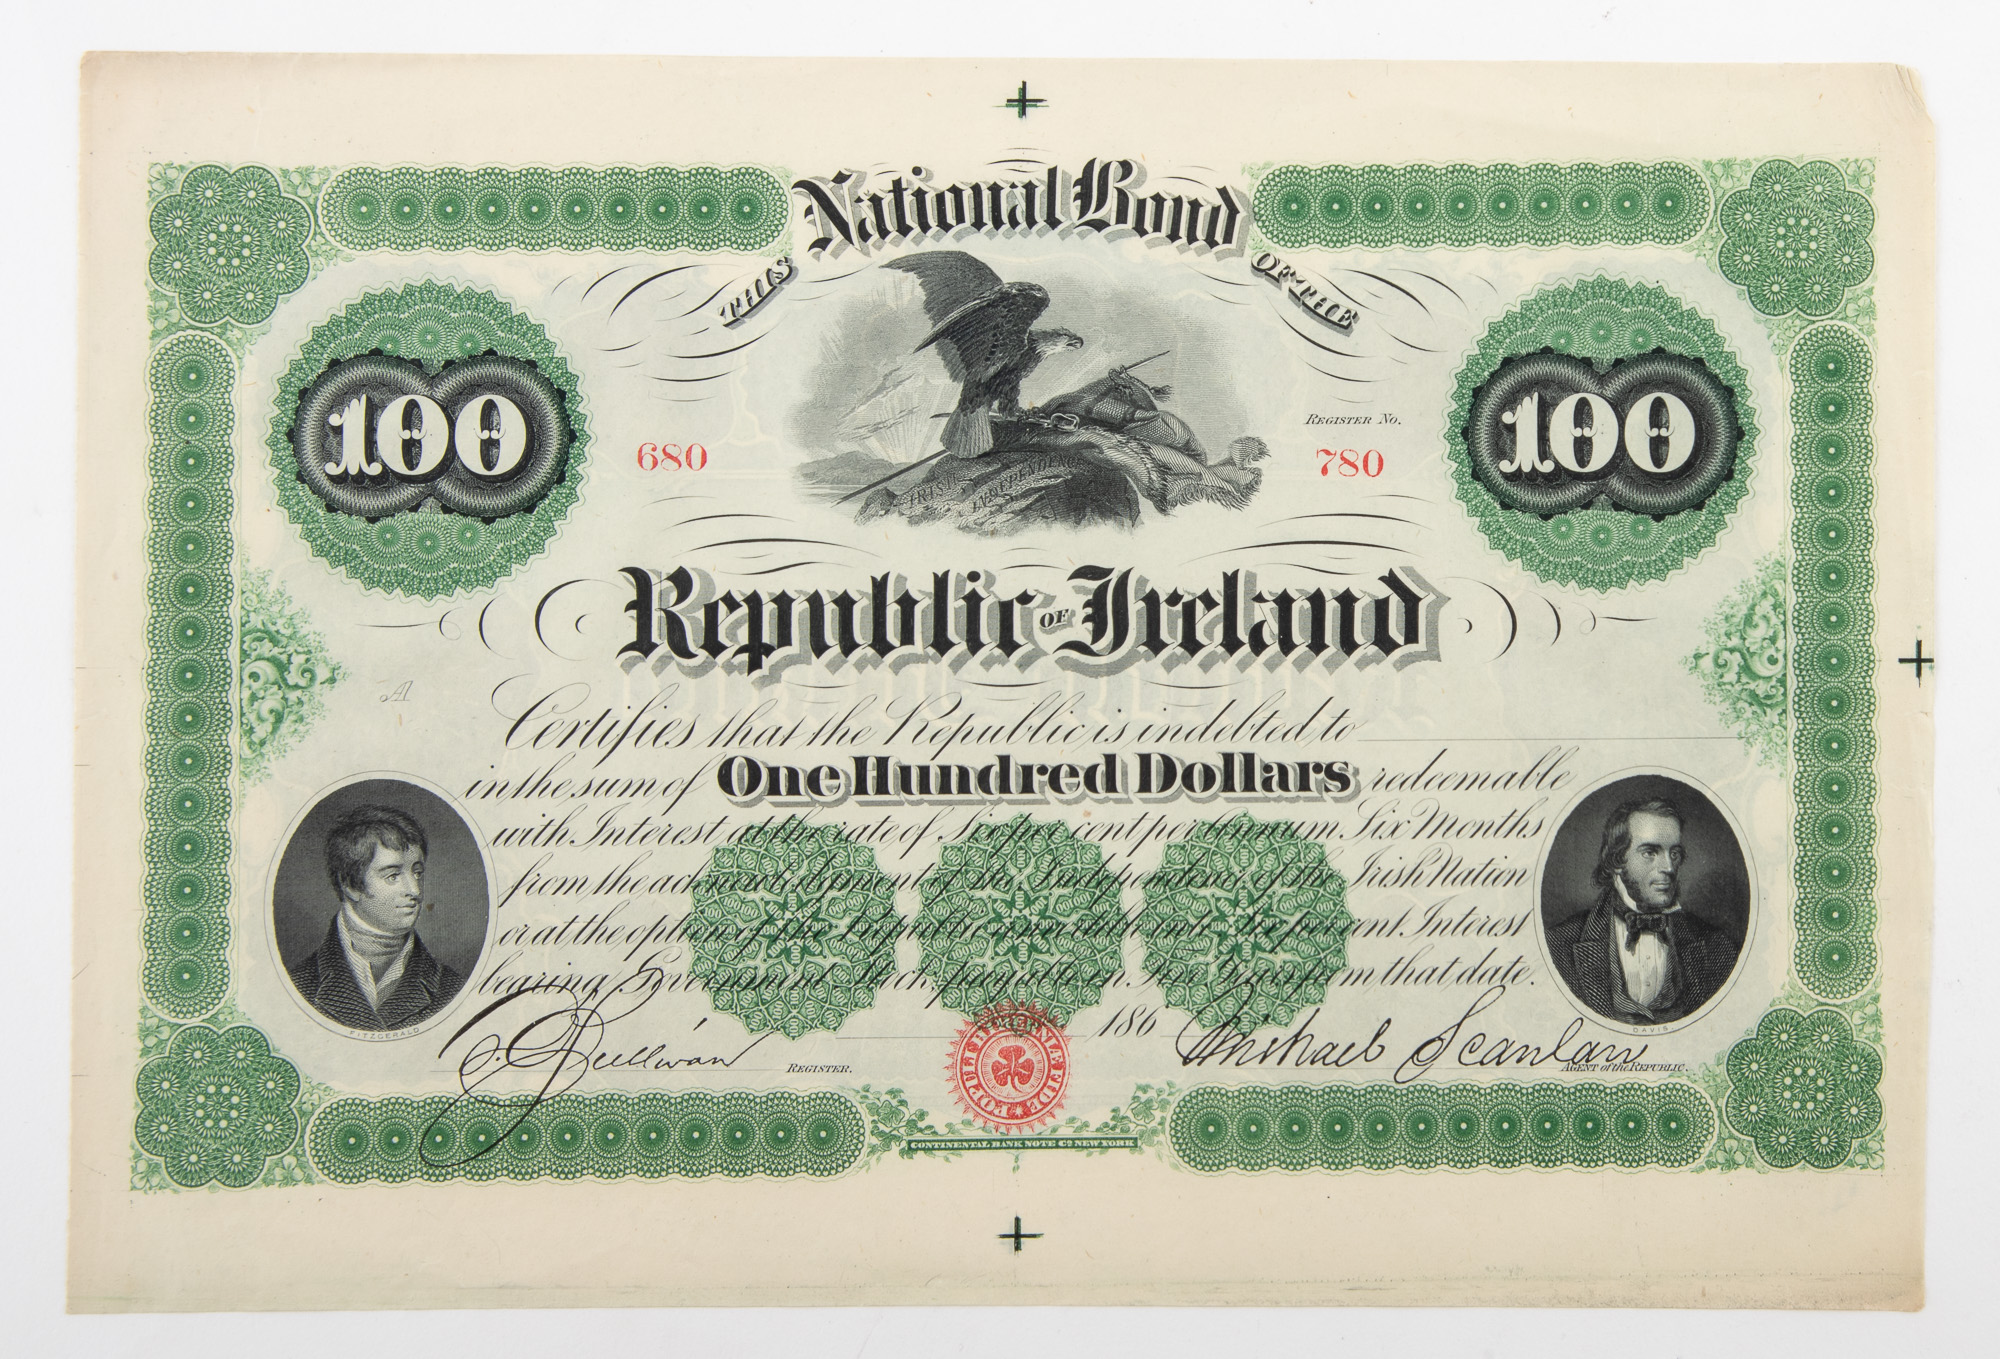 National Bond
THIS
OF THE
100
100
Register No.
680
780
IRISH
INDEPENDENCE
Republic of Ireland
A
Certifies that the Republic is indebted to
in the sum of One Hundred Dollars redeemable
with Interest at the rate of Six per cent per Annum Six Months
from the acknowledgment of the Independence of the Irish Nation
or at the option of the Republic convertible into Six per cent Interest
bearing Government Stock payable in Five Years from that date.
186
FITZGERALD
DAVIS
Michael Scanlan
REGISTER.
AGENT of the REPUBLIC.
CONTINENTAL BANK NOTE Co NEW YORK